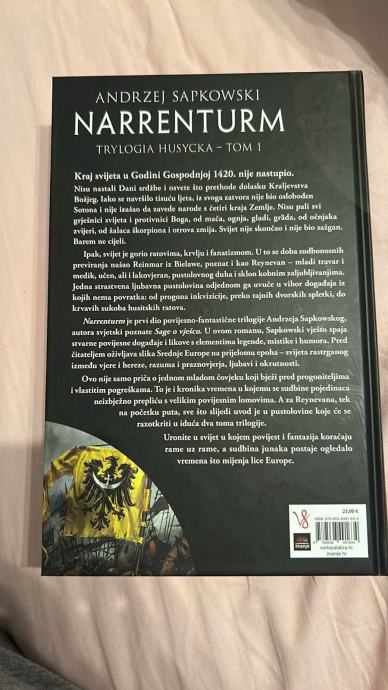 ANDRZEJ SAPKOWSKI
NARRENTURM
TRYLOGIA HUSYCKA – TOM 1
Kraj svijeta u Godini Gospodnjoj 1420. nije nastupio.
Nisu nastali Dani srdžbe i osvete što prethode dolasku Kraljevstva
Božjeg. Iako se navršilo tisuću ljeta, iz svoga zatvora nije bio oslobođen
Sotona i nije izašao da zavede narode s četiri kraja Zemlje. Nisu pali svi
grješnici svijeta i protivnici Boga, od mača, ognja, gladi, grâda, od očnjaka
zvijeri, od žalaca škorpiona i otrova zmija. Svijet nije skončao i nije bio sažgan.
Barem ne cijeli.
Ipak, svijet je gorio ratovima, krvlju i fanatizmom. U to se doba sudbonosnih
previranja našao Reinmar iz Bielawe, poznat i kao Reynevan – mladi travar i
medik, učen, ali i lakovjeran, pustolovnog duha i sklon kobnim zaljubljivanjima.
Jedna strastvena ljubavna pustolovina odjednom ga uvuče u vihor događaja iz
kojih nema povratka: od progona inkvizicije, preko tajnih dvorskih spletki, do
krvavih sukoba husitskih ratova.
Narrenturm je prvi dio povijesno-fantastične trilogije Andrzeja Sapkowskog,
autora svjetski poznate Sage o vješcu. U ovom romanu, Sapkowski vješto spaja
stvarne povijesne događaje i likove s elementima legende, mistike i humora. Pred
čitateljem oživljava slika Srednje Europe na prijelomu epoha – svijeta rastrganog
između vjere i hereze, razuma i praznovjerja, ljubavi i okrutnosti.
Ovo nije samo priča o jednom mladom čovjeku koji bježi pred progoniteljima
i vlastitim pogreškama. To je i kronika vremena u kojemu se sudbine pojedinaca
neizbježno prepliću s velikim povijesnim lomovima. A za Reynevana, tek
na početku puta, sve što slijedi uvod je u pustolovine koje će se
razotkriti u iduća dva toma trilogije.
Uronite u svijet u kojem povijest i fantazija koračaju
rame uz rame, a sudbina junaka postaje ogledalo
vremena što mijenja lice Europe.
25,00 €
znanje
vrlopalabra.hr
znanje.hr